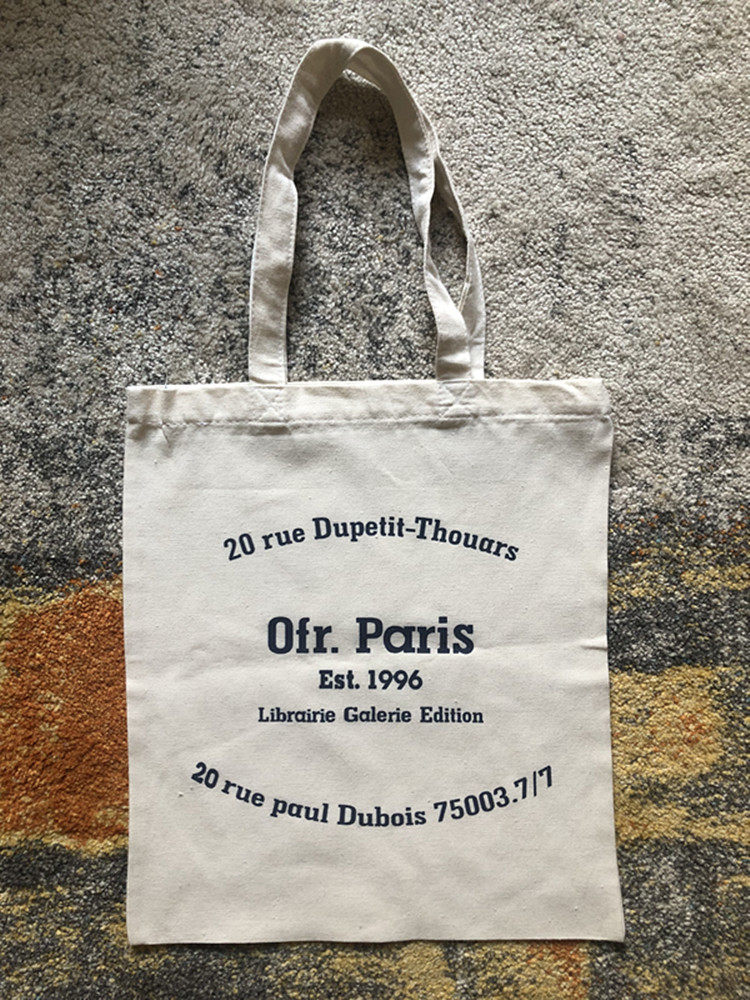 20 rue Dupetit-Thouars
Ofr. Paris
Est. 1996
Librairie Galerie Edition
20 rue paul Dubois 75003.7/7